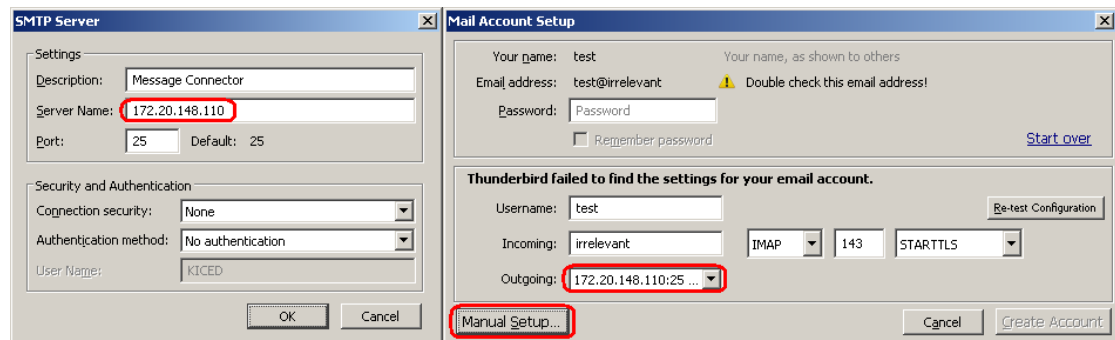 SMTP Server
Settings
Description: Message Connector
Server Name: 172.20.148.110
Port: 25 Default: 25
Security and Authentication
Connection security: None
Authentication method: No authentication
User Name: KICED
OK Cancel
Mail Account Setup
Your name: test Your name, as shown to others
Email address: test@irrelevant Double check this email address!
Password: Password
Remember password
Start over
Thunderbird failed to find the settings for your email account.
Username: test Re-test Configuration
Incoming: irrelevant IMAP 143 STARTTLS
Outgoing: 172.20.148.110:25 ...
Manual Setup... Cancel Create Account